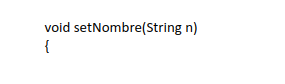 void setNombre(String n)
{